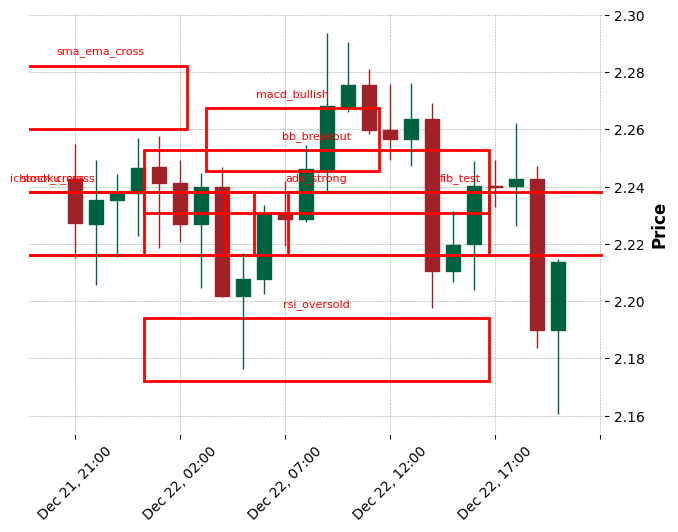 2.30
sma_ema_cross
2.28
macd_bullish
2.26
bb_breakout
stoch_cross
fib_test
2.24
Price
2.22
2.20
rsi_oversold
2.18
2.16
Dec 21, 21:00
Dec 22, 02:00
Dec 22, 07:00
Dec 22, 12:00
Dec 22, 17:00